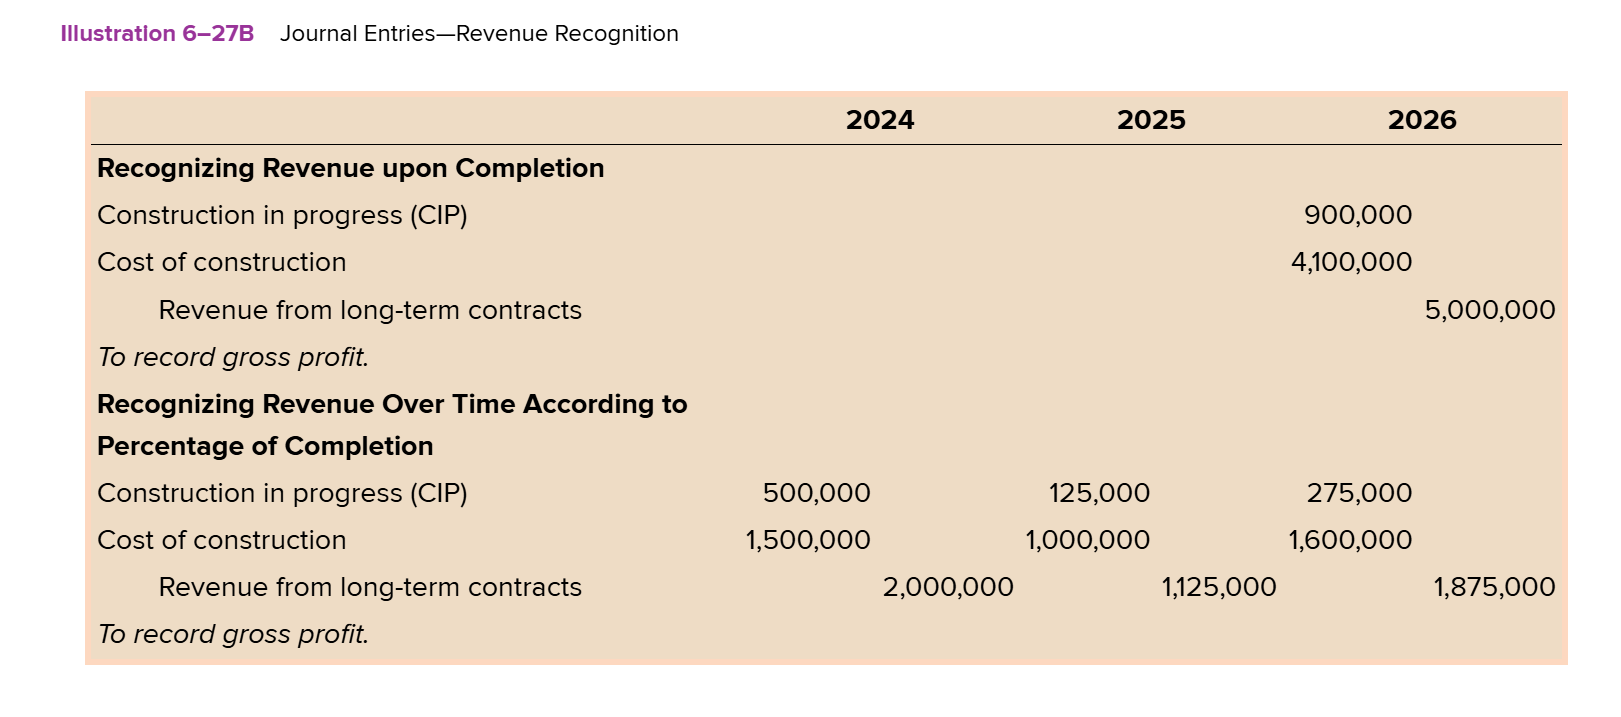 Illustration 6–27B Journal Entries—Revenue Recognition
2024 2025 2026
Recognizing Revenue upon Completion
Construction in progress (CIP) 900,000
Cost of construction 4,100,000
Revenue from long-term contracts 5,000,000
To record gross profit.
Recognizing Revenue Over Time According to
Percentage of Completion
Construction in progress (CIP) 500,000 125,000 275,000
Cost of construction 1,500,000 1,000,000 1,600,000
Revenue from long-term contracts 2,000,000 1,125,000 1,875,000
To record gross profit.